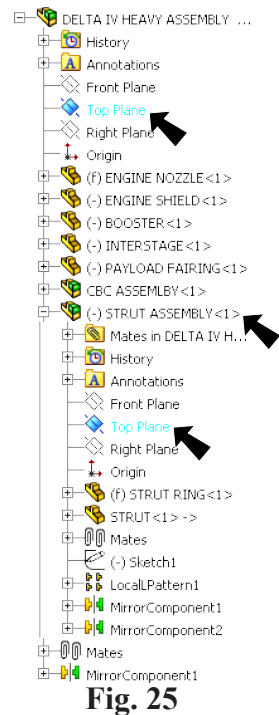 DELTA IV HEAVY ASSEMBLY ...
History
Annotations
Front Plane
Top Plane
Right Plane
Origin
(f) ENGINE NOZZLE<1>
(-) ENGINE SHIELD<1>
(-) BOOSTER<1>
(-) INTERSTAGE<1>
(-) PAYLOAD FAIRING<1>
CBC ASSEMLBY<1>
(-) STRUT ASSEMBLY<1>
Mates in DELTA IV H...
History
Annotations
Front Plane
Top Plane
Right Plane
Origin
(f) STRUT RING<1>
STRUT<1> ->
Mates
(-) Sketch1
LocalLPattern1
MirrorComponent1
MirrorComponent2
Mates
MirrorComponent1
Fig. 25